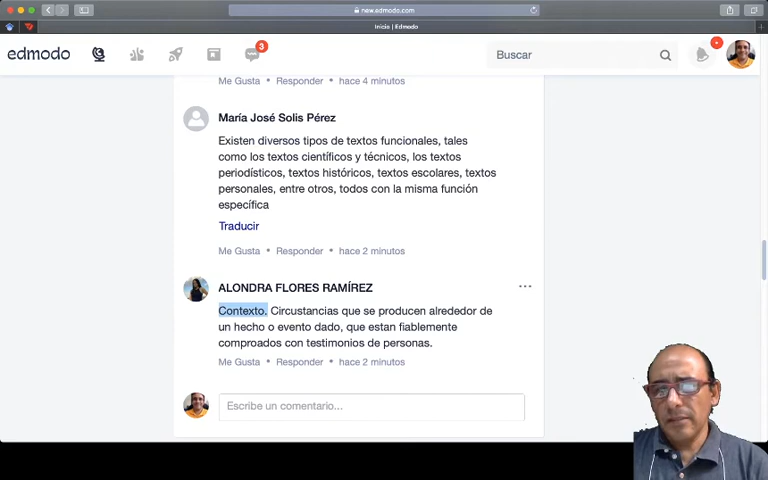 new.edmodo.com
Inicio | Edmodo
edmodo
3
Buscar
Me Gusta • Responder • hace 4 minutos
María José Solis Pérez
Existen diversos tipos de textos funcionales, tales
como los textos científicos y técnicos, los textos
periodísticos, textos históricos, textos escolares, textos
personales, entre otros, todos con la misma función
específica
Traducir
Me Gusta • Responder • hace 2 minutos
ALONDRA FLORES RAMÍREZ
Contexto. Circustancias que se producen alrededor de
un hecho o evento dado, que estan fiablemente
comproados con testimonios de personas.
Me Gusta • Responder • hace 2 minutos
Escribe un comentario...